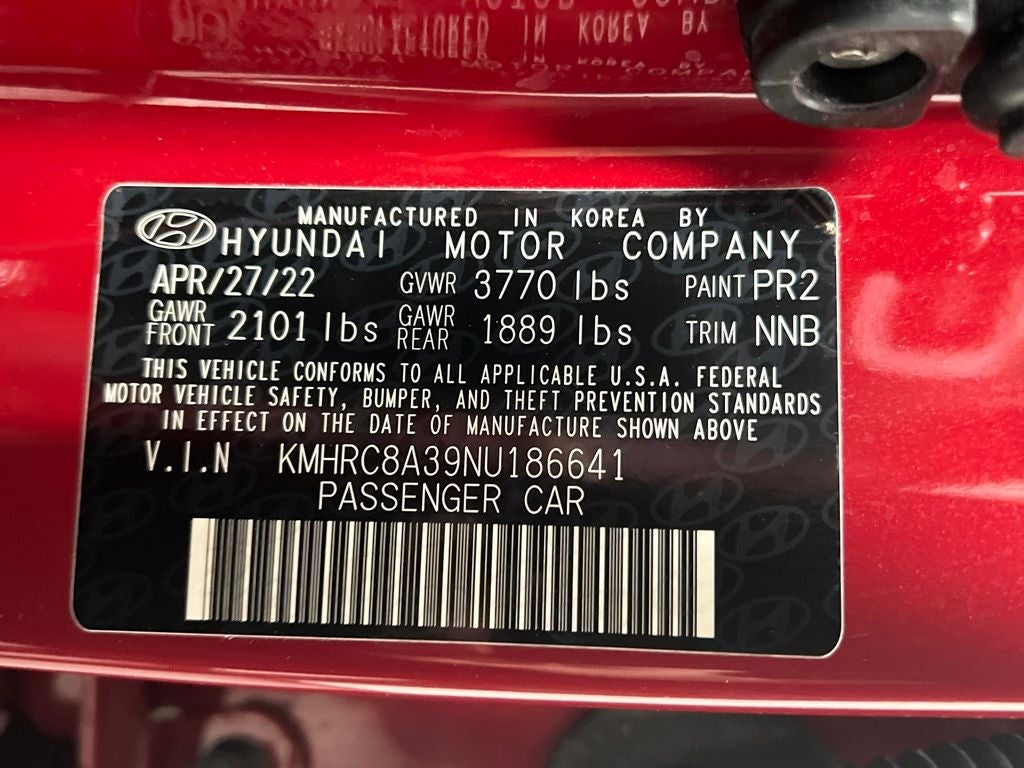 MANUFACTURED IN KOREA BY
HYUNDAI MOTOR COMPANY
APR/27/22 GVWR 3770 lbs PAINT PR2
GAWR FRONT 2101 lbs GAWR REAR 1889 lbs TRIM NNB
THIS VEHICLE CONFORMS TO ALL APPLICABLE U.S.A. FEDERAL
MOTOR VEHICLE SAFETY, BUMPER, AND THEFT PREVENTION STANDARDS
IN EFFECT ON THE DATE OF MANUFACTURE SHOWN ABOVE
V.I.N KMHRC8A39NU186641
PASSENGER CAR